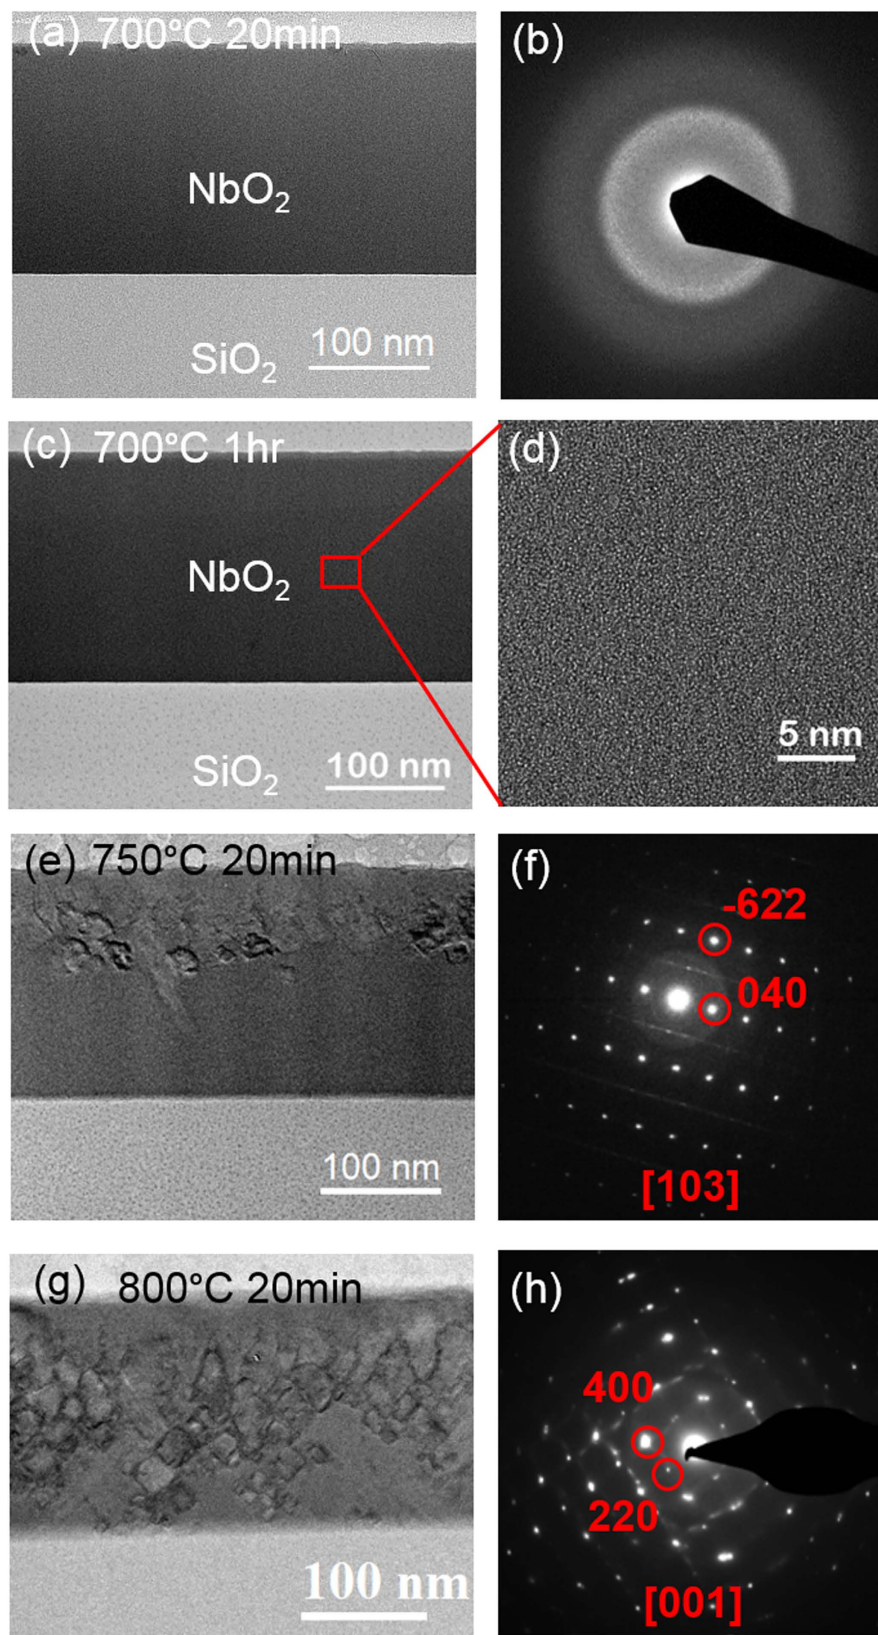 (a) 700°C 20min
NbO₂
SiO₂
100 nm
(b)
(c) 700°C 1hr
NbO₂
SiO₂
100 nm
(d)
5 nm
(e) 750°C 20min
100 nm
(f)
-622
040
[103]
(g) 800°C 20min
100 nm
(h)
400
220
[001]